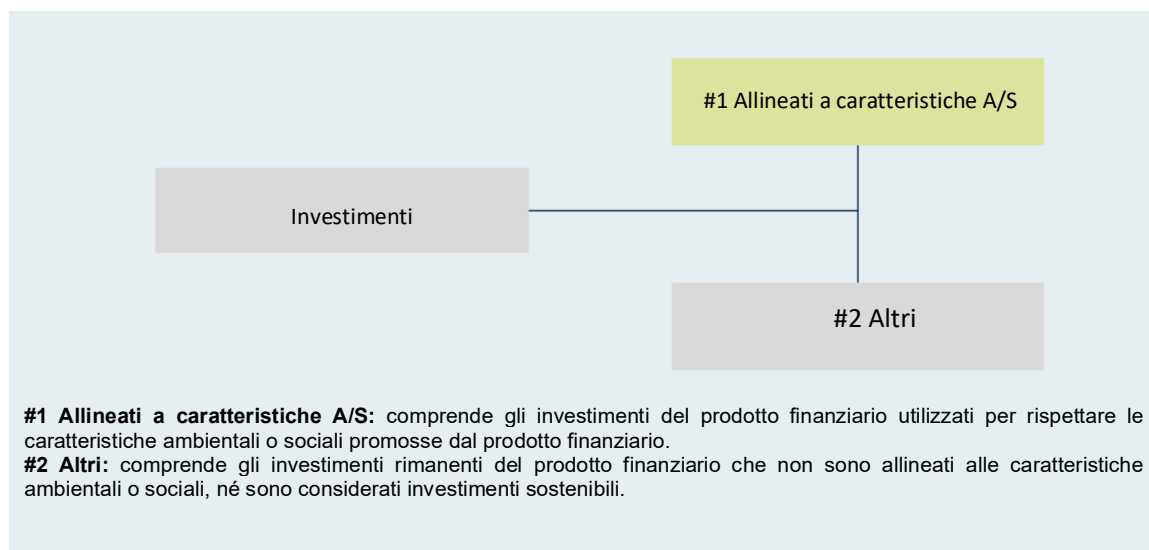 #1 Allineati a caratteristiche A/S
Investimenti
#2 Altri
#1 Allineati a caratteristiche A/S: comprende gli investimenti del prodotto finanziario utilizzati per rispettare le
caratteristiche ambientali o sociali promosse dal prodotto finanziario.
#2 Altri: comprende gli investimenti rimanenti del prodotto finanziario che non sono allineati alle caratteristiche
ambientali o sociali, né sono considerati investimenti sostenibili.